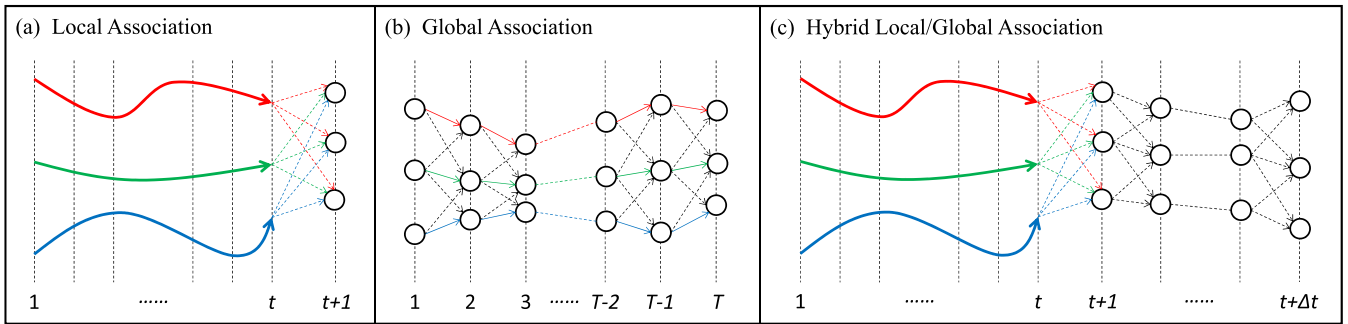 (a) Local Association
1 ...... t t+1
(b) Global Association
1 2 3 ...... T-2 T-1 T
(c) Hybrid Local/Global Association
1 ...... t t+1 ...... t+Δt